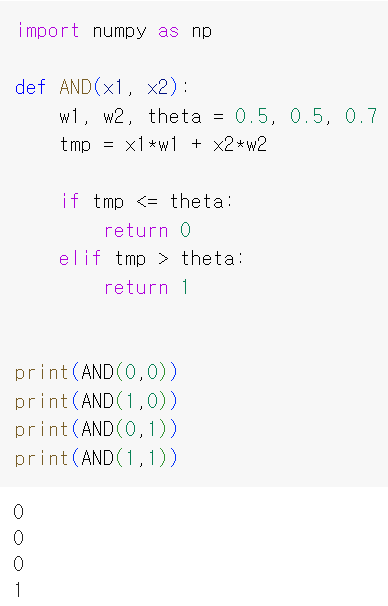 import numpy as np
def AND(x1, x2):
    w1, w2, theta = 0.5, 0.5, 0.7
    tmp = x1*w1 + x2*w2
    if tmp <= theta:
        return 0
    elif tmp > theta:
        return 1
print(AND(0,0))
print(AND(1,0))
print(AND(0,1))
print(AND(1,1))
0
0
0
1